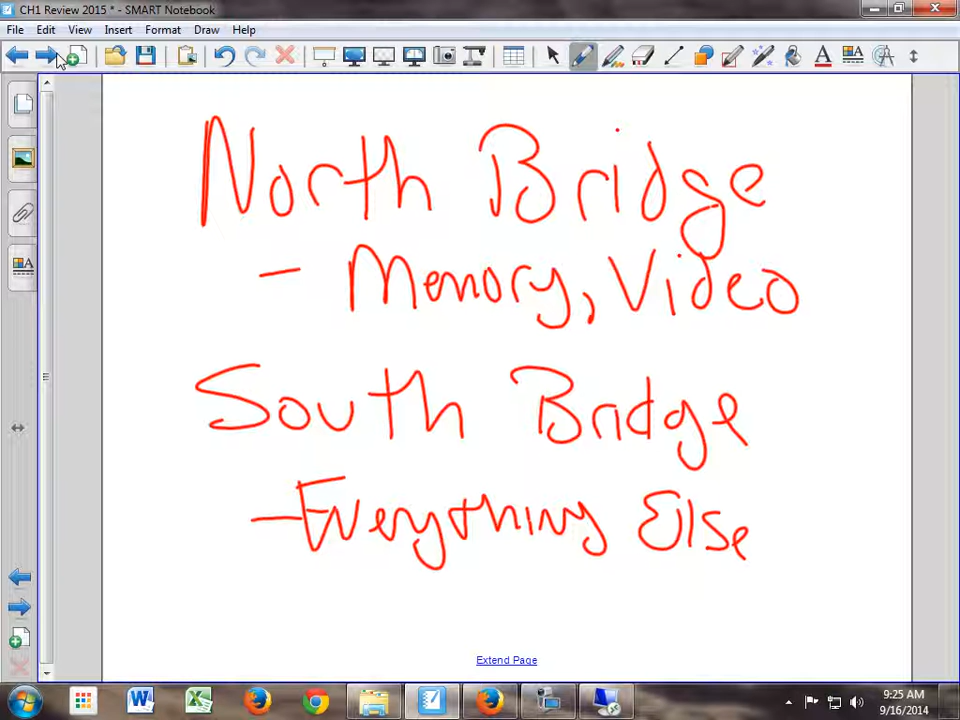 CH1 Review 2015 * - SMART Notebook
File Edit View Insert Format Draw Help
North Bridge
- Memory, Video
South Bridge
- Everything Else
Extend Page
9:25 AM
9/16/2014